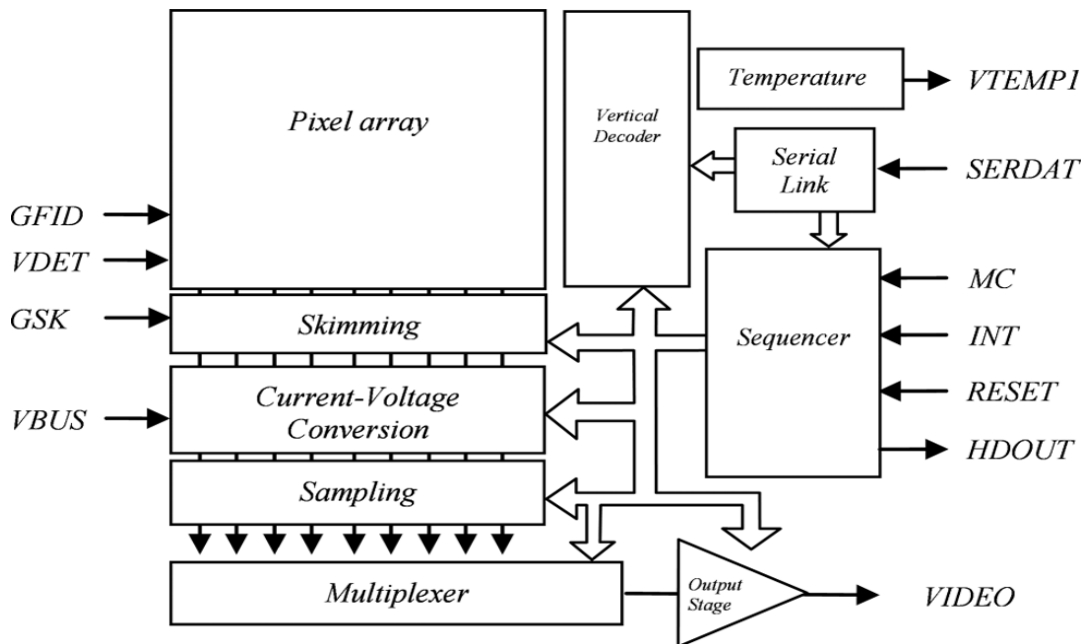 Pixel array
Vertical
Decoder
Temperature
VTEMP1
Serial
Link
SERDAT
GFID
VDET
GSK
Skimming
Sequencer
MC
INT
RESET
HDOUT
VBUS
Current-Voltage
Conversion
Sampling
Multiplexer
Output
Stage
VIDEO